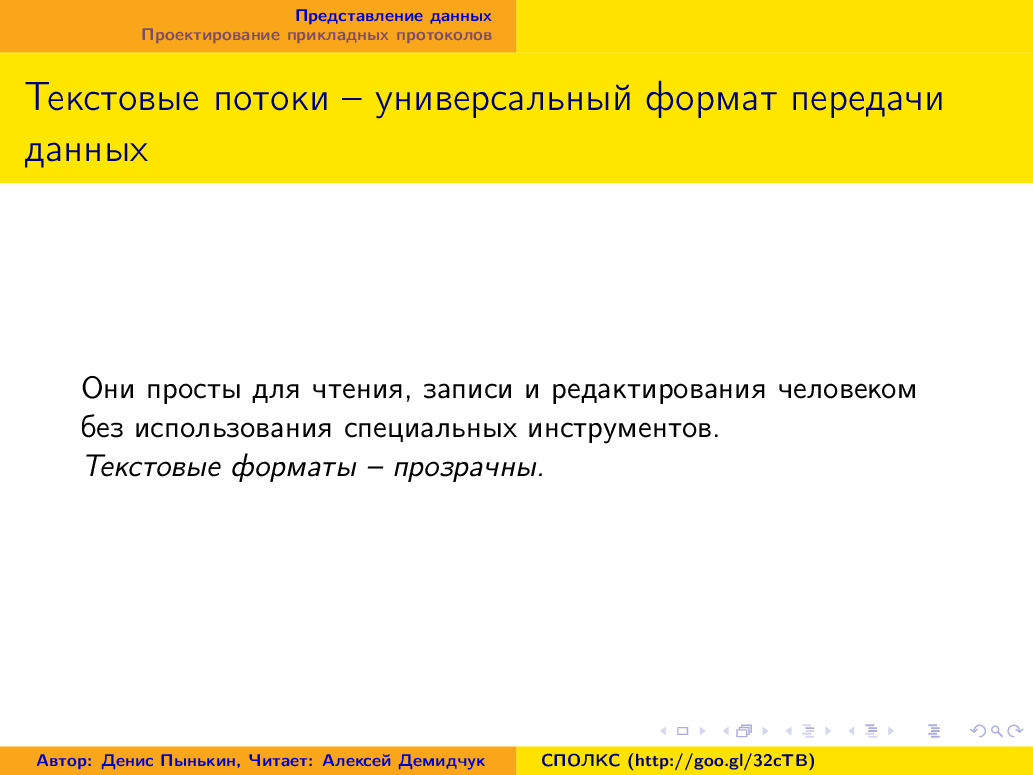 Представление данных
Проектирование прикладных протоколов
Текстовые потоки – универсальный формат передачи
данных
Они просты для чтения, записи и редактирования человеком
без использования специальных инструментов.
Текстовые форматы – прозрачны.
Автор: Денис Пынькин, Читает: Алексей Демидчук
СПОЛКС (http://goo.gl/32cTB)